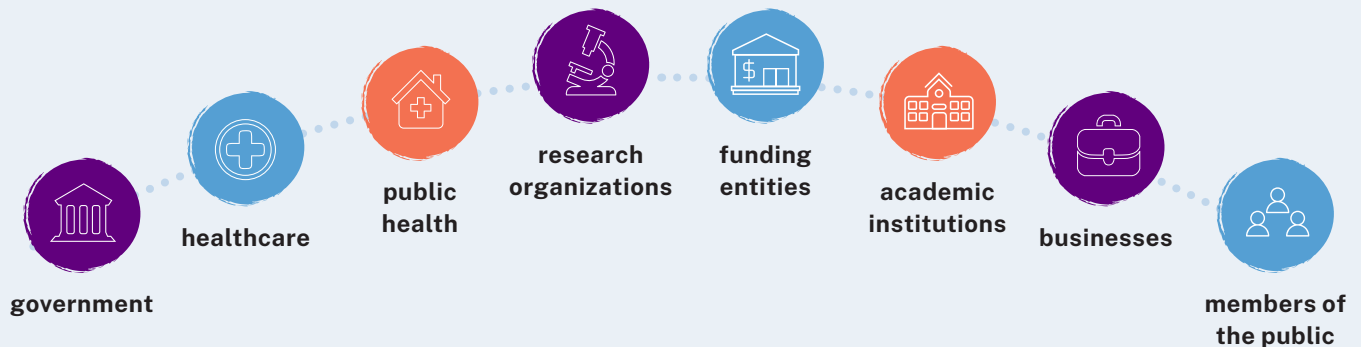 government
healthcare
public
health
research
organizations
$
funding
entities
academic
institutions
businesses
members of
the public